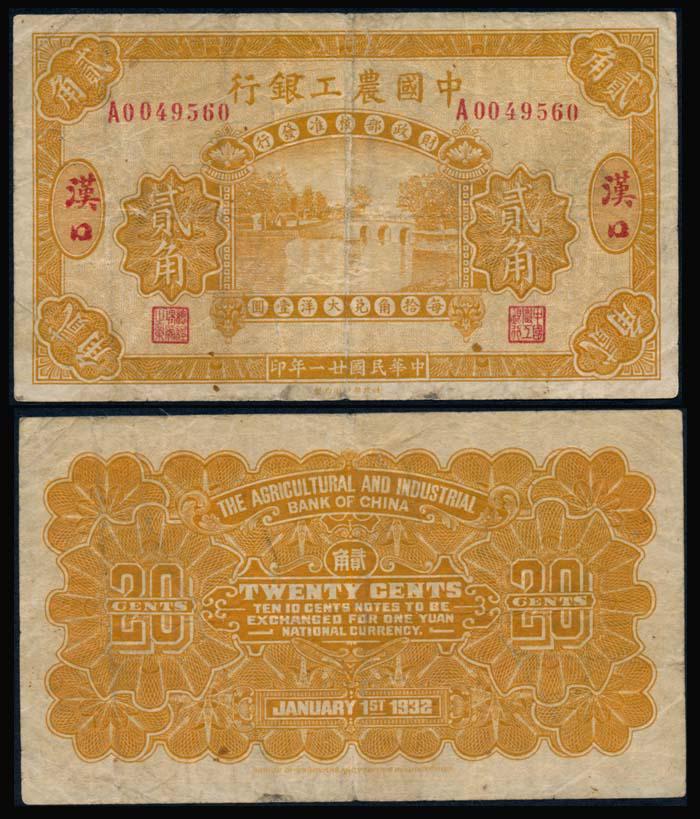 貳角
貳角
行銀工農國中
A0049560
A0049560
行發准權部政財
漢口
漢口
貳角
貳角
圓壹洋大兌角拾每
貳角
貳角
印年一廿國民華中
THE AGRICULTURAL AND INDUSTRIAL
BANK OF CHINA
角貳
20
CENTS
20
CENTS
TWENTY CENTS
TEN 10 CENTS NOTES TO BE
EXCHANGED FOR ONE YUAN
NATIONAL CURRENCY.
JANUARY 1ST 1932